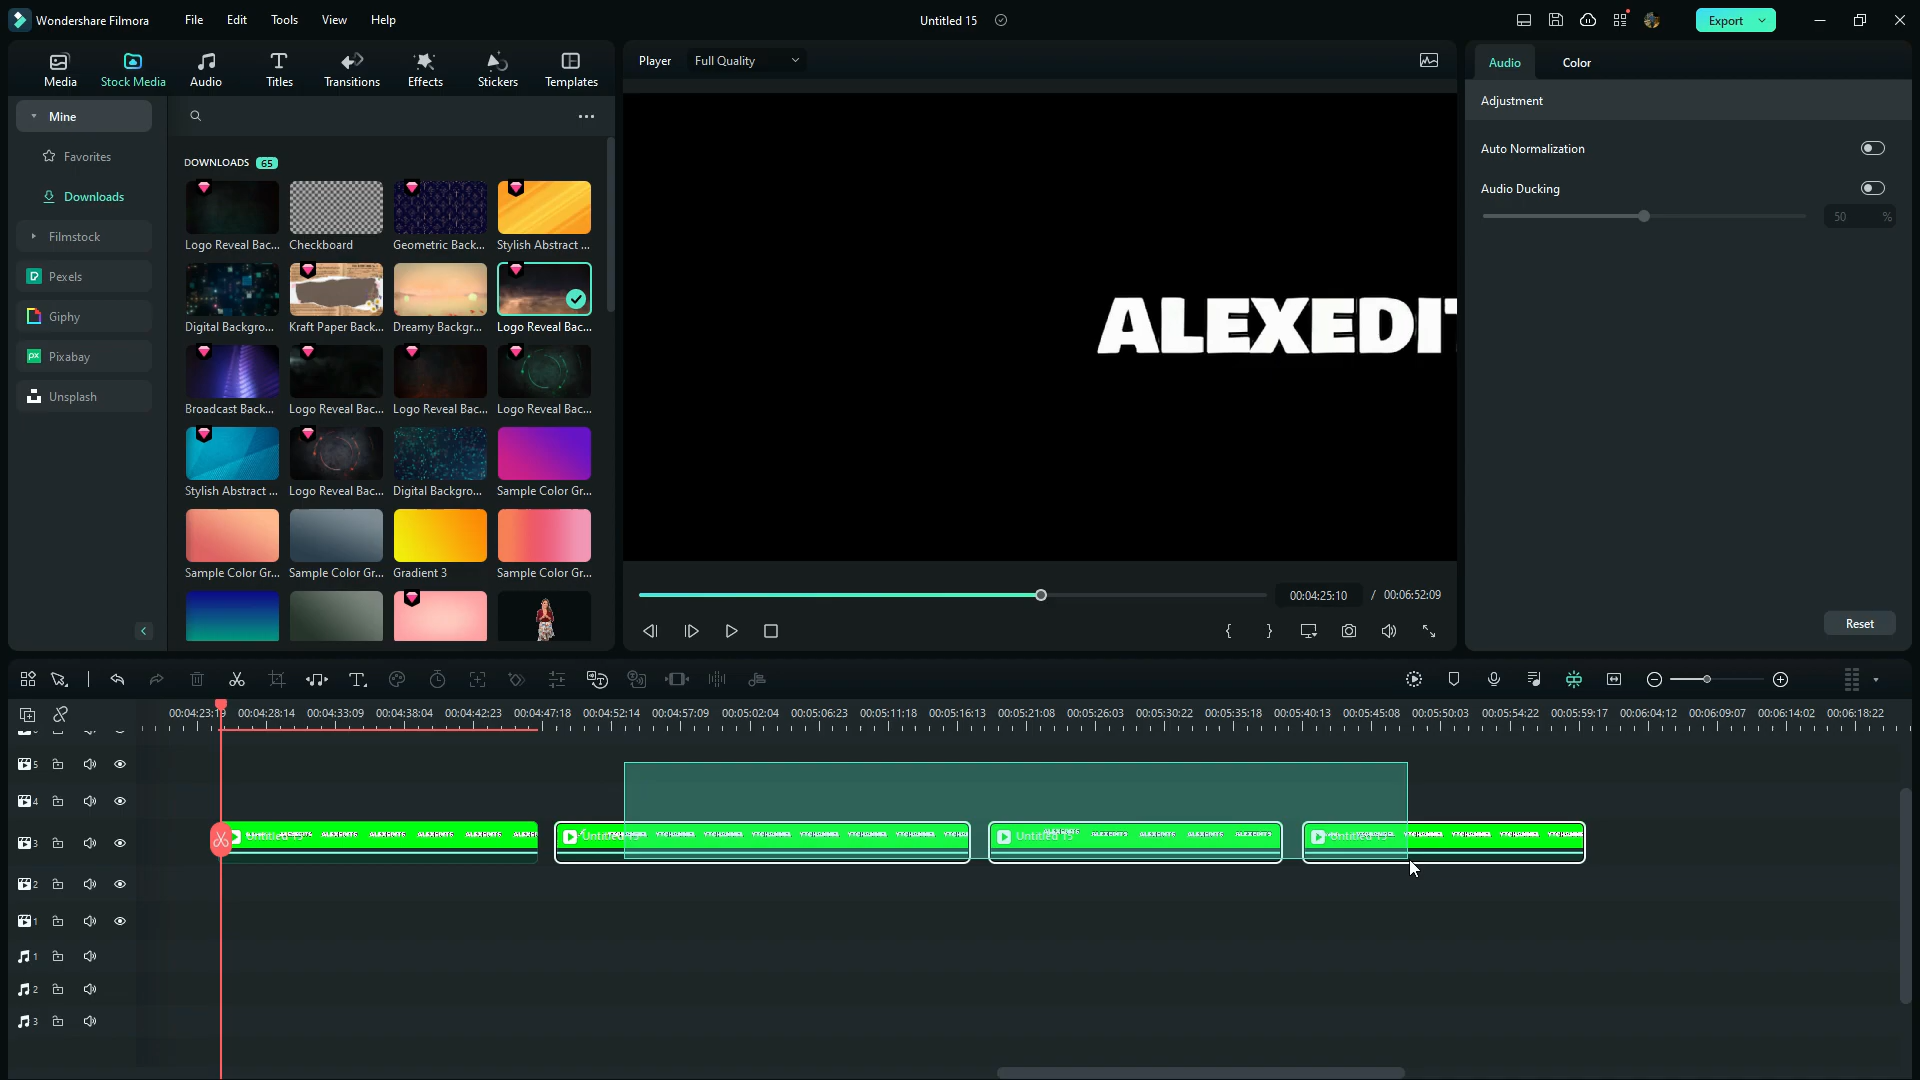 Wondershare Filmora File Edit Tools View Help Untitled 15 Export
Media Stock Media Audio Titles Transitions Effects Stickers Templates
Mine
Favorites
Downloads
Filmstock
Pexels
Giphy
Pixabay
Unsplash
DOWNLOADS 65
Logo Reveal Bac... Checkboard Geometric Back... Stylish Abstract ...
Digital Backgro... Kraft Paper Back... Dreamy Backgr... Logo Reveal Bac...
Broadcast Back... Logo Reveal Bac... Logo Reveal Bac... Logo Reveal Bac...
Stylish Abstract ... Logo Reveal Bac... Digital Backgro... Sample Color Gr...
Sample Color Gr... Sample Color Gr... Gradient 3 Sample Color Gr...
Player Full Quality
ALEXEDIT
00:04:25:10 / 00:06:52:09
Audio Color
Adjustment
Auto Normalization
Audio Ducking
50 %
Reset
00:04:23:19 00:04:28:14 00:04:33:09 00:04:38:04 00:04:42:23 00:04:47:18 00:04:52:14 00:04:57:09 00:05:02:04 00:05:06:23 00:05:11:18 00:05:16:13 00:05:21:08 00:05:26:03 00:05:30:22 00:05:35:18 00:05:40:13 00:05:45:08 00:05:50:03 00:05:54:22 00:05:59:17 00:06:04:12 00:06:09:07 00:06:14:02 00:06:18:22
5
4
3 Untitled 15 Untitled 15 Untitled 15 Untitled 15
2
1
1
2
3